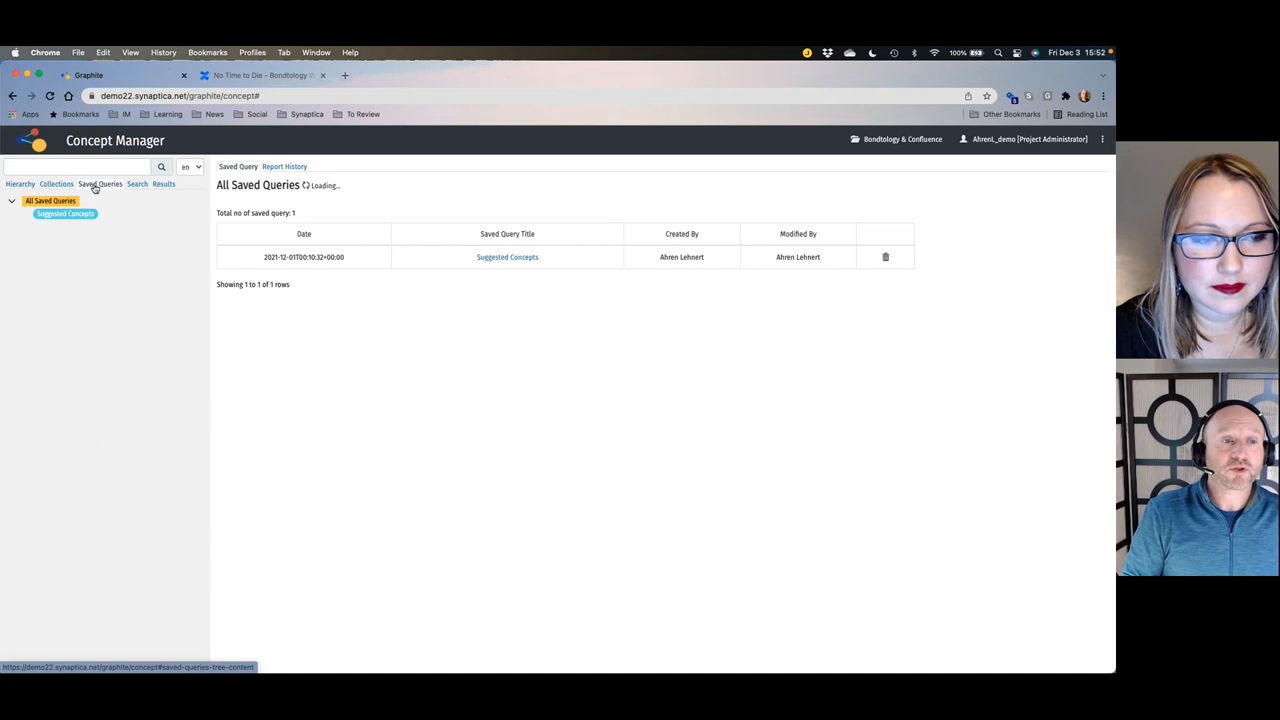 Chrome File Edit View History Bookmarks Profiles Tab Window Help 100% Fri Dec 3 15:52
Graphite No Time to Die - Bondtology W
demo22.synaptica.net/graphite/concept#
Apps Bookmarks IM Learning News Social Synaptica To Review Other Bookmarks Reading List
Concept Manager Bondtology & Confluence AhrenL_demo [Project Administrator]
en Saved Query Report History
Hierarchy Collections Saved Queries Search Results All Saved Queries Loading...
All Saved Queries
Suggested Concepts Total no of saved query: 1
Date Saved Query Title Created By Modified By
2021-12-01T00:10:32+00:00 Suggested Concepts Ahren Lehnert Ahren Lehnert
Showing 1 to 1 of 1 rows
https://demo22.synaptica.net/graphite/concept#saved-queries-tree-content